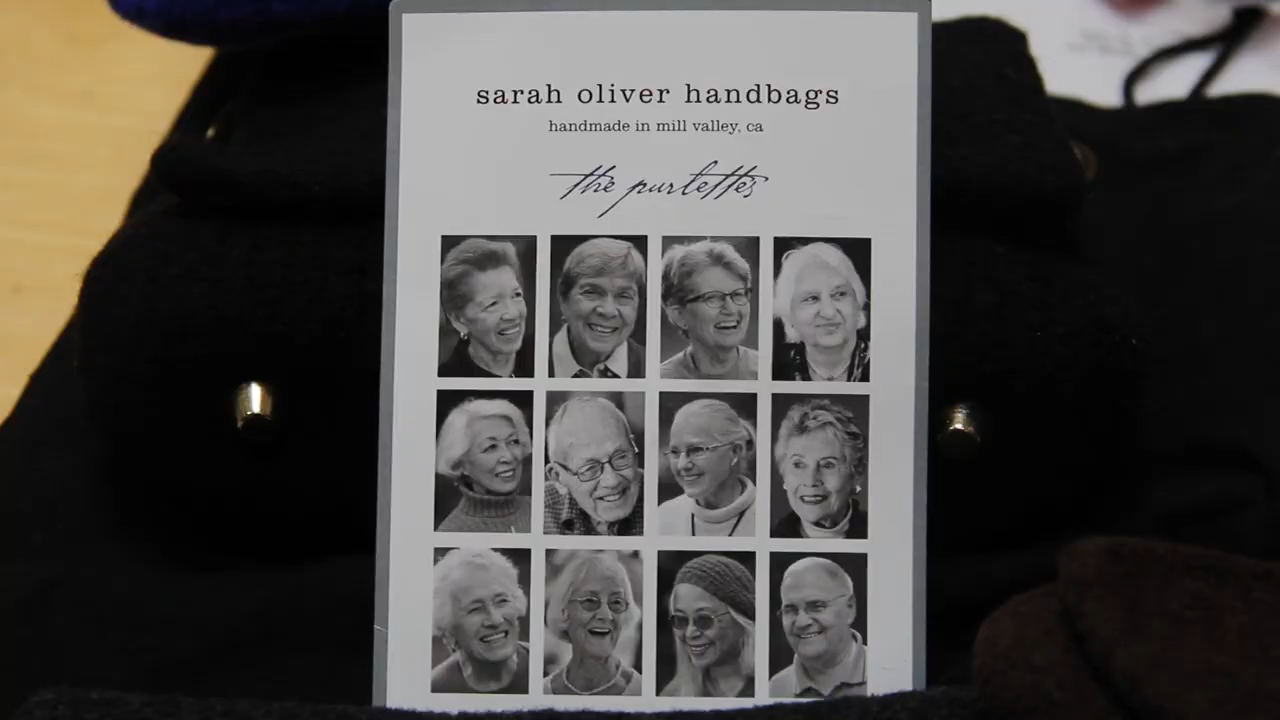 sarah oliver handbags
handmade in mill valley, ca
the purlettes